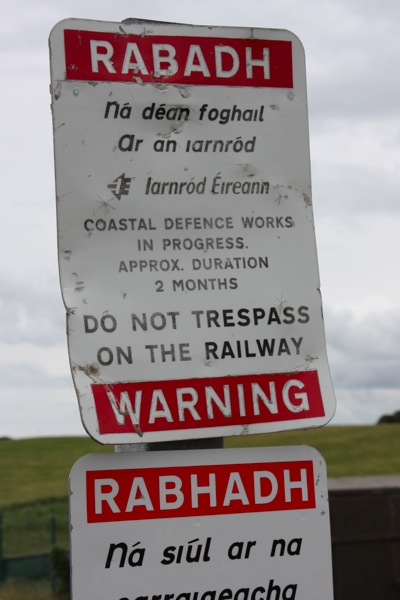 RABADH
Ná déan foghail
ar an iarnród
Iarnród Éireann
COASTAL DEFENCE WORKS
IN PROGRESS.
APPROX. DURATION
2 MONTHS
DO NOT TRESPASS
ON THE RAILWAY
WARNING
RABHADH
Ná siúl ar na
carraigeacha